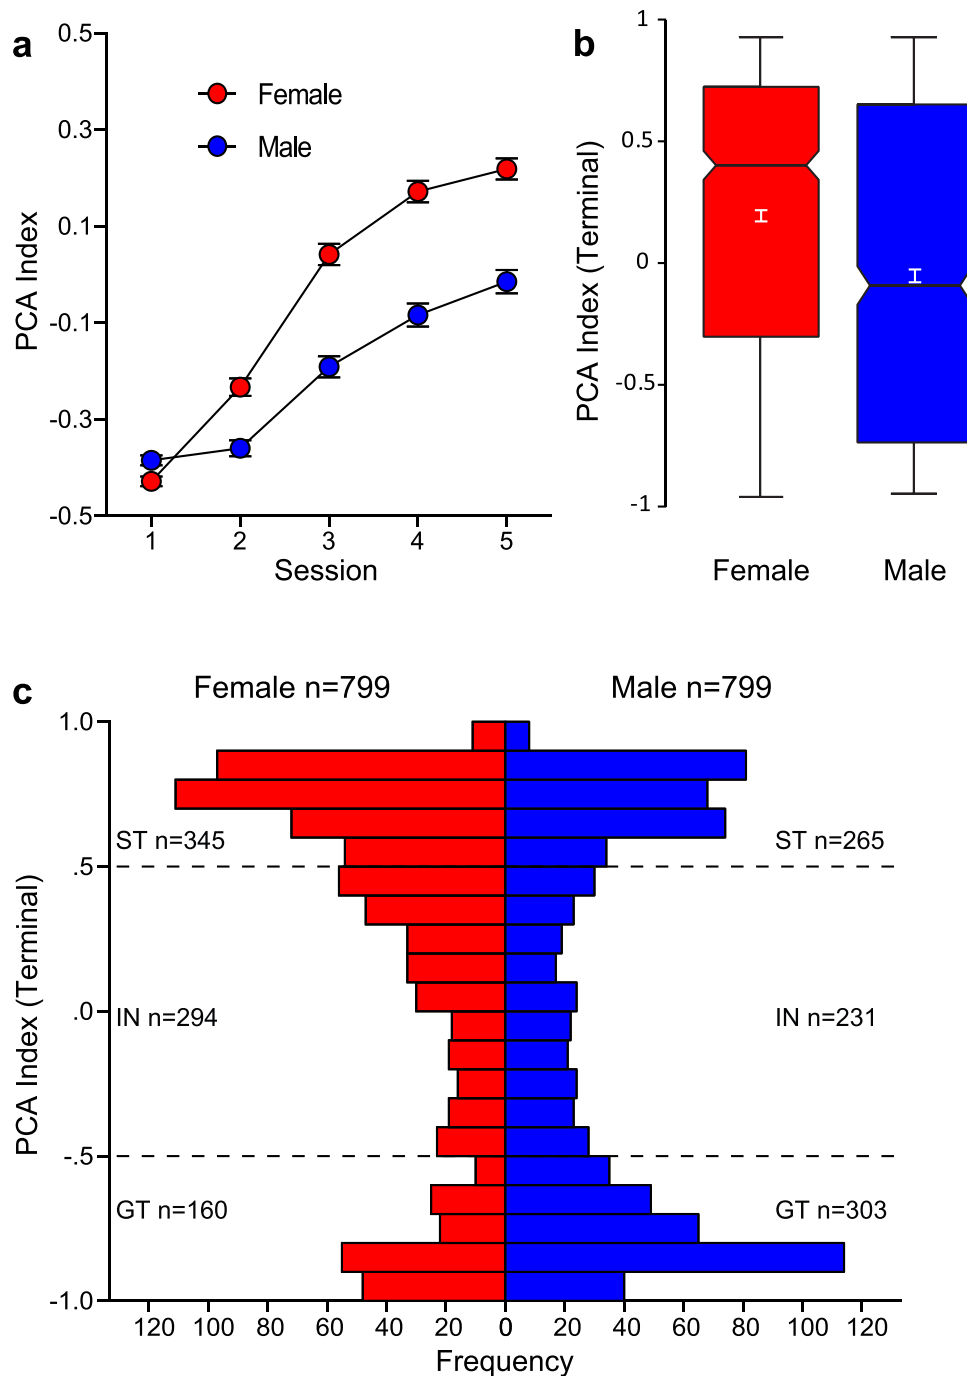 a
0.5
0.3
0.1
-0.1
-0.3
-0.5
PCA Index
Female
Male
1 2 3 4 5
Session
b
1
0.5
0
-0.5
-1
PCA Index (Terminal)
Female Male
c
Female n=799 Male n=799
1.0
.5
.0
-.5
-1.0
PCA Index (Terminal)
ST n=345 ST n=265
IN n=294 IN n=231
GT n=160 GT n=303
120 100 80 60 40 20 0 0 20 40 60 80 100 120
Frequency